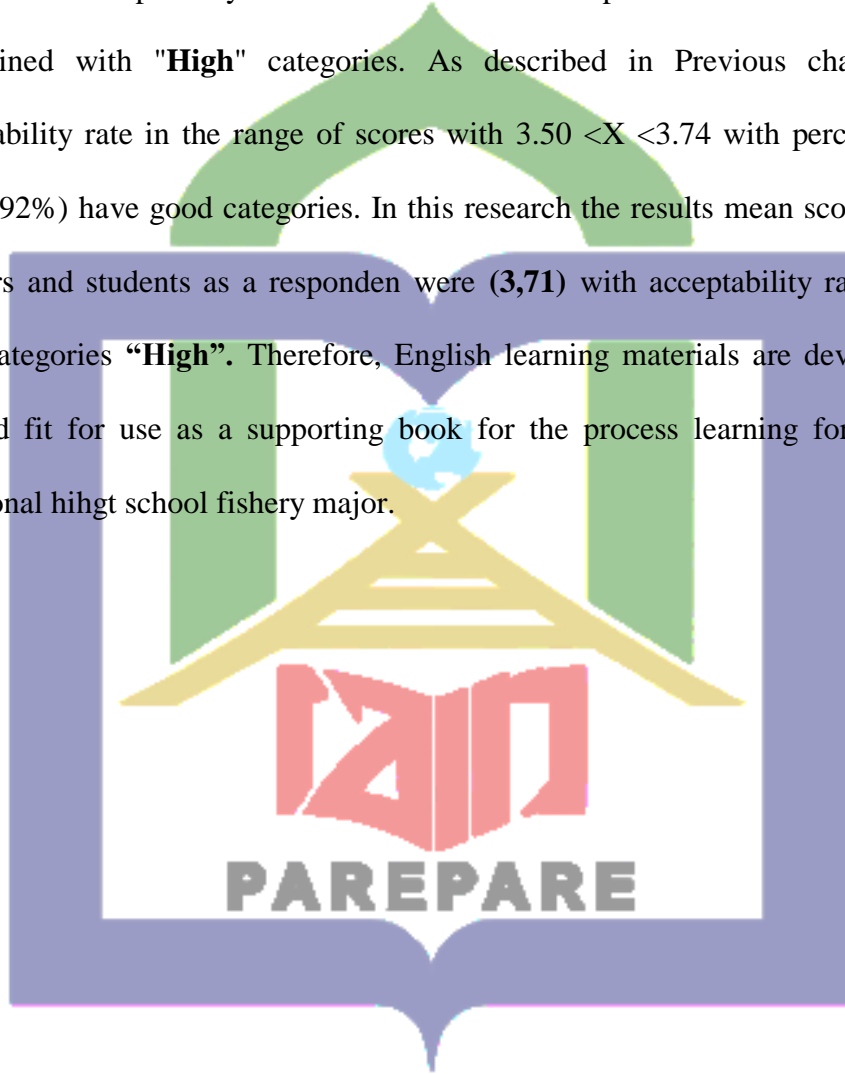 ined with "High" categories. As described in Previous cha
ability rate in the range of scores with 3.50 <X <3.74 with perc
92%) have good categories. In this research the results mean sco
rs and students as a responden were (3,71) with acceptability ra
ategories “High”. Therefore, English learning materials are dev
d fit for use as a supporting book for the process learning for
onal hihgt school fishery major.
PAREPARE